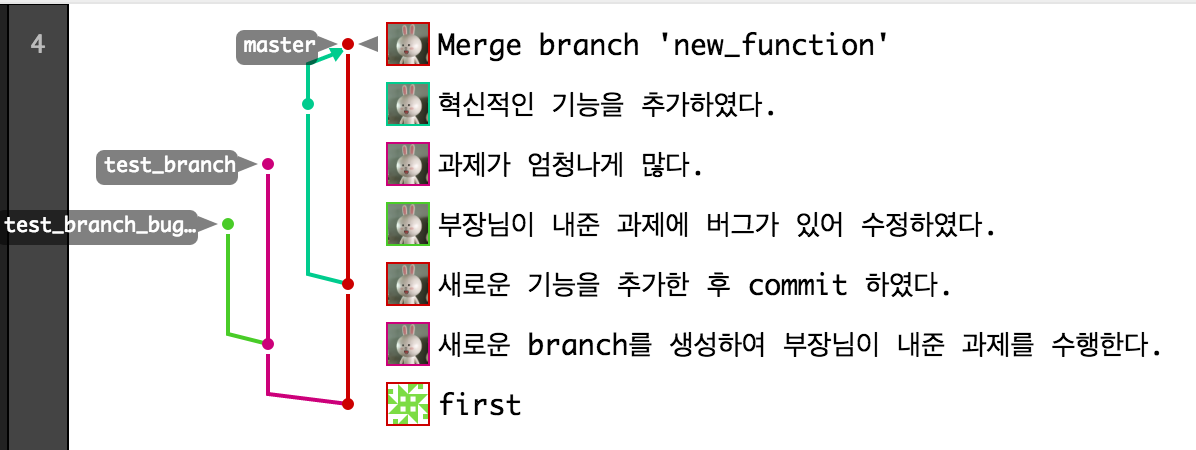 4
master
Merge branch 'new_function'
혁신적인 기능을 추가하였다.
test_branch
과제가 엄청나게 많다.
test_branch_bug…
부장님이 내준 과제에 버그가 있어 수정하였다.
새로운 기능을 추가한 후 commit 하였다.
새로운 branch를 생성하여 부장님이 내준 과제를 수행한다.
first